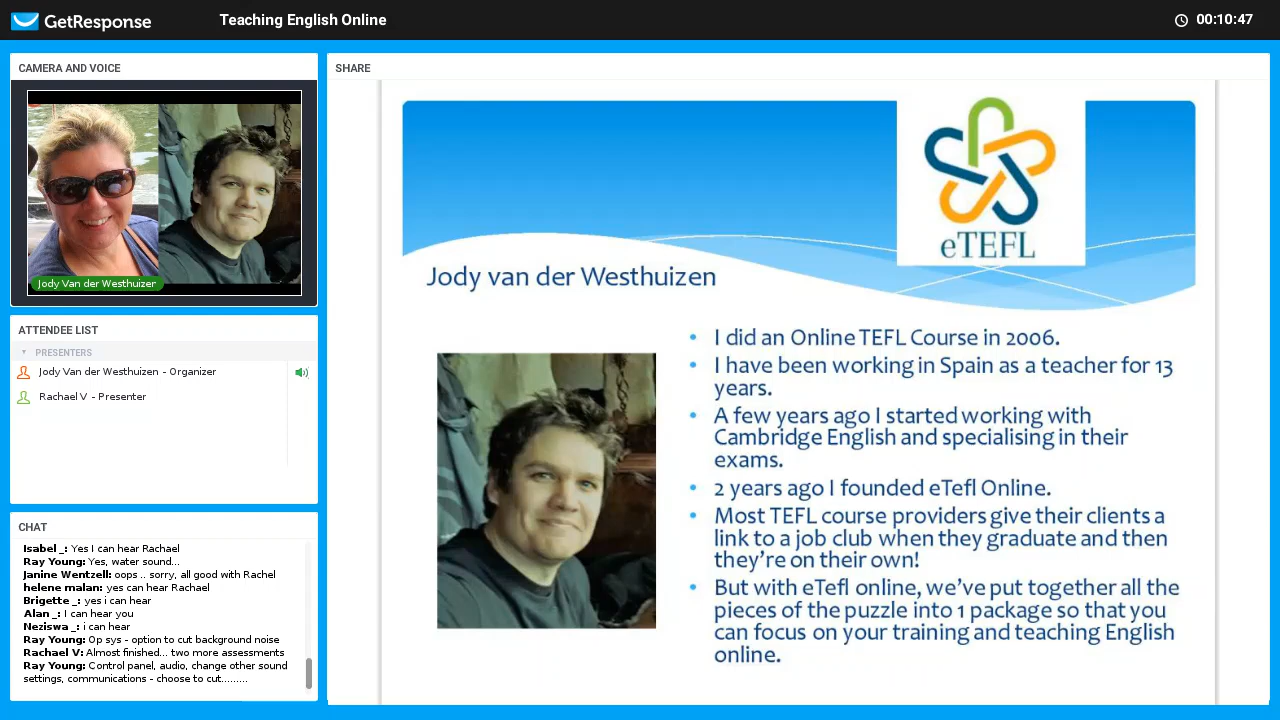 GetResponse
Teaching English Online
00:10:47
CAMERA AND VOICE
Jody Van der Westhuizen
ATTENDEE LIST
PRESENTERS
Jody Van der Westhuizen - Organizer
Rachael V - Presenter
CHAT
Isabel _: Yes I can hear Rachael
Ray Young: Yes, water sound...
Janine Wentzell: oops .. sorry, all good with Rachel
helene malan: yes can hear Rachael
Brigette _: yes i can hear
Alan _: I can hear you
Neziswa _: i can hear
Ray Young: Op sys - option to cut background noise
Rachael V: Almost finished... two more assessments
Ray Young: Control panel, audio, change other sound
settings, communications - choose to cut.........
SHARE
eTEFL
Jody van der Westhuizen
• I did an Online TEFL Course in 2006.
• I have been working in Spain as a teacher for 13
years.
• A few years ago I started working with
Cambridge English and specialising in their
exams.
• 2 years ago I founded eTefl Online.
• Most TEFL course providers give their clients a
link to a job club when they graduate and then
they're on their own!
• But with eTefl online, we've put together all the
pieces of the puzzle into 1 package so that you
can focus on your training and teaching English
online.